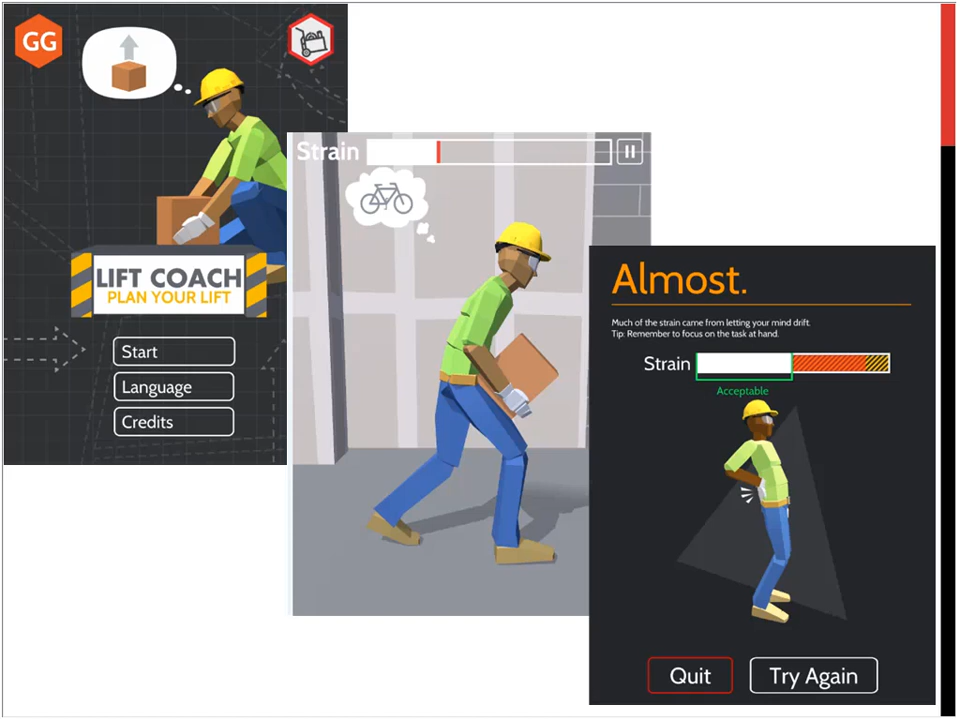 GG
LIFT COACH
PLAN YOUR LIFT
Start
Language
Credits
Strain
Almost.
Much of the strain came from letting your mind drift.
Tip: Remember to focus on the task at hand.
Strain
Acceptable
Quit
Try Again